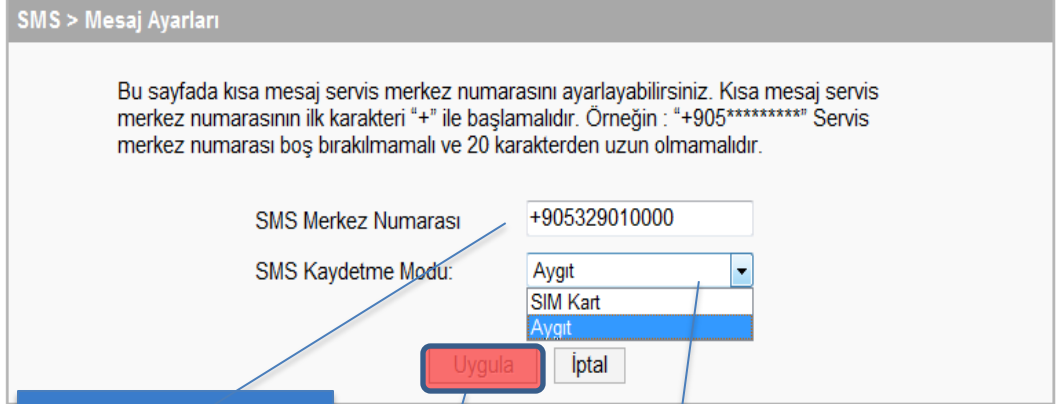 SMS > Mesaj Ayarları
Bu sayfada kısa mesaj servis merkez numarasını ayarlayabilirsiniz. Kısa mesaj servis
merkez numarasının ilk karakteri “+” ile başlamalıdır. Örneğin : “+905*********” Servis
merkez numarası boş bırakılmamalı ve 20 karakterden uzun olmamalıdır.
SMS Merkez Numarası +905329010000
SMS Kaydetme Modu: Aygıt
SIM Kart
Aygıt
Uygula İptal